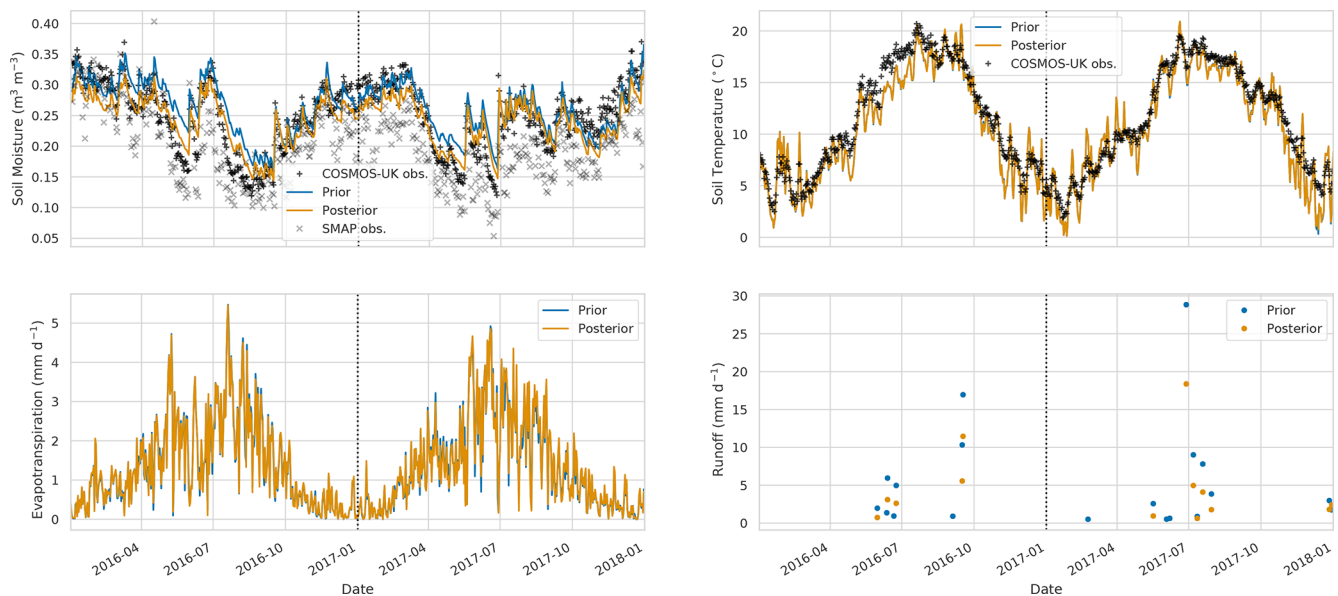 Soil Moisture (m³ m⁻³)
0.40
0.35
0.30
0.25
0.20
0.15
0.10
0.05
COSMOS-UK obs.
Prior
Posterior
SMAP obs.
Soil Temperature (°C)
20
15
10
5
0
Prior
Posterior
COSMOS-UK obs.
Evapotranspiration (mm d⁻¹)
5
4
3
2
1
0
Prior
Posterior
2016-04
2016-07
2016-10
2017-01
2017-04
2017-07
2017-10
2018-01
Date
Runoff (mm d⁻¹)
30
25
20
15
10
5
0
Prior
Posterior
2016-04
2016-07
2016-10
2017-01
2017-04
2017-07
2017-10
2018-01
Date